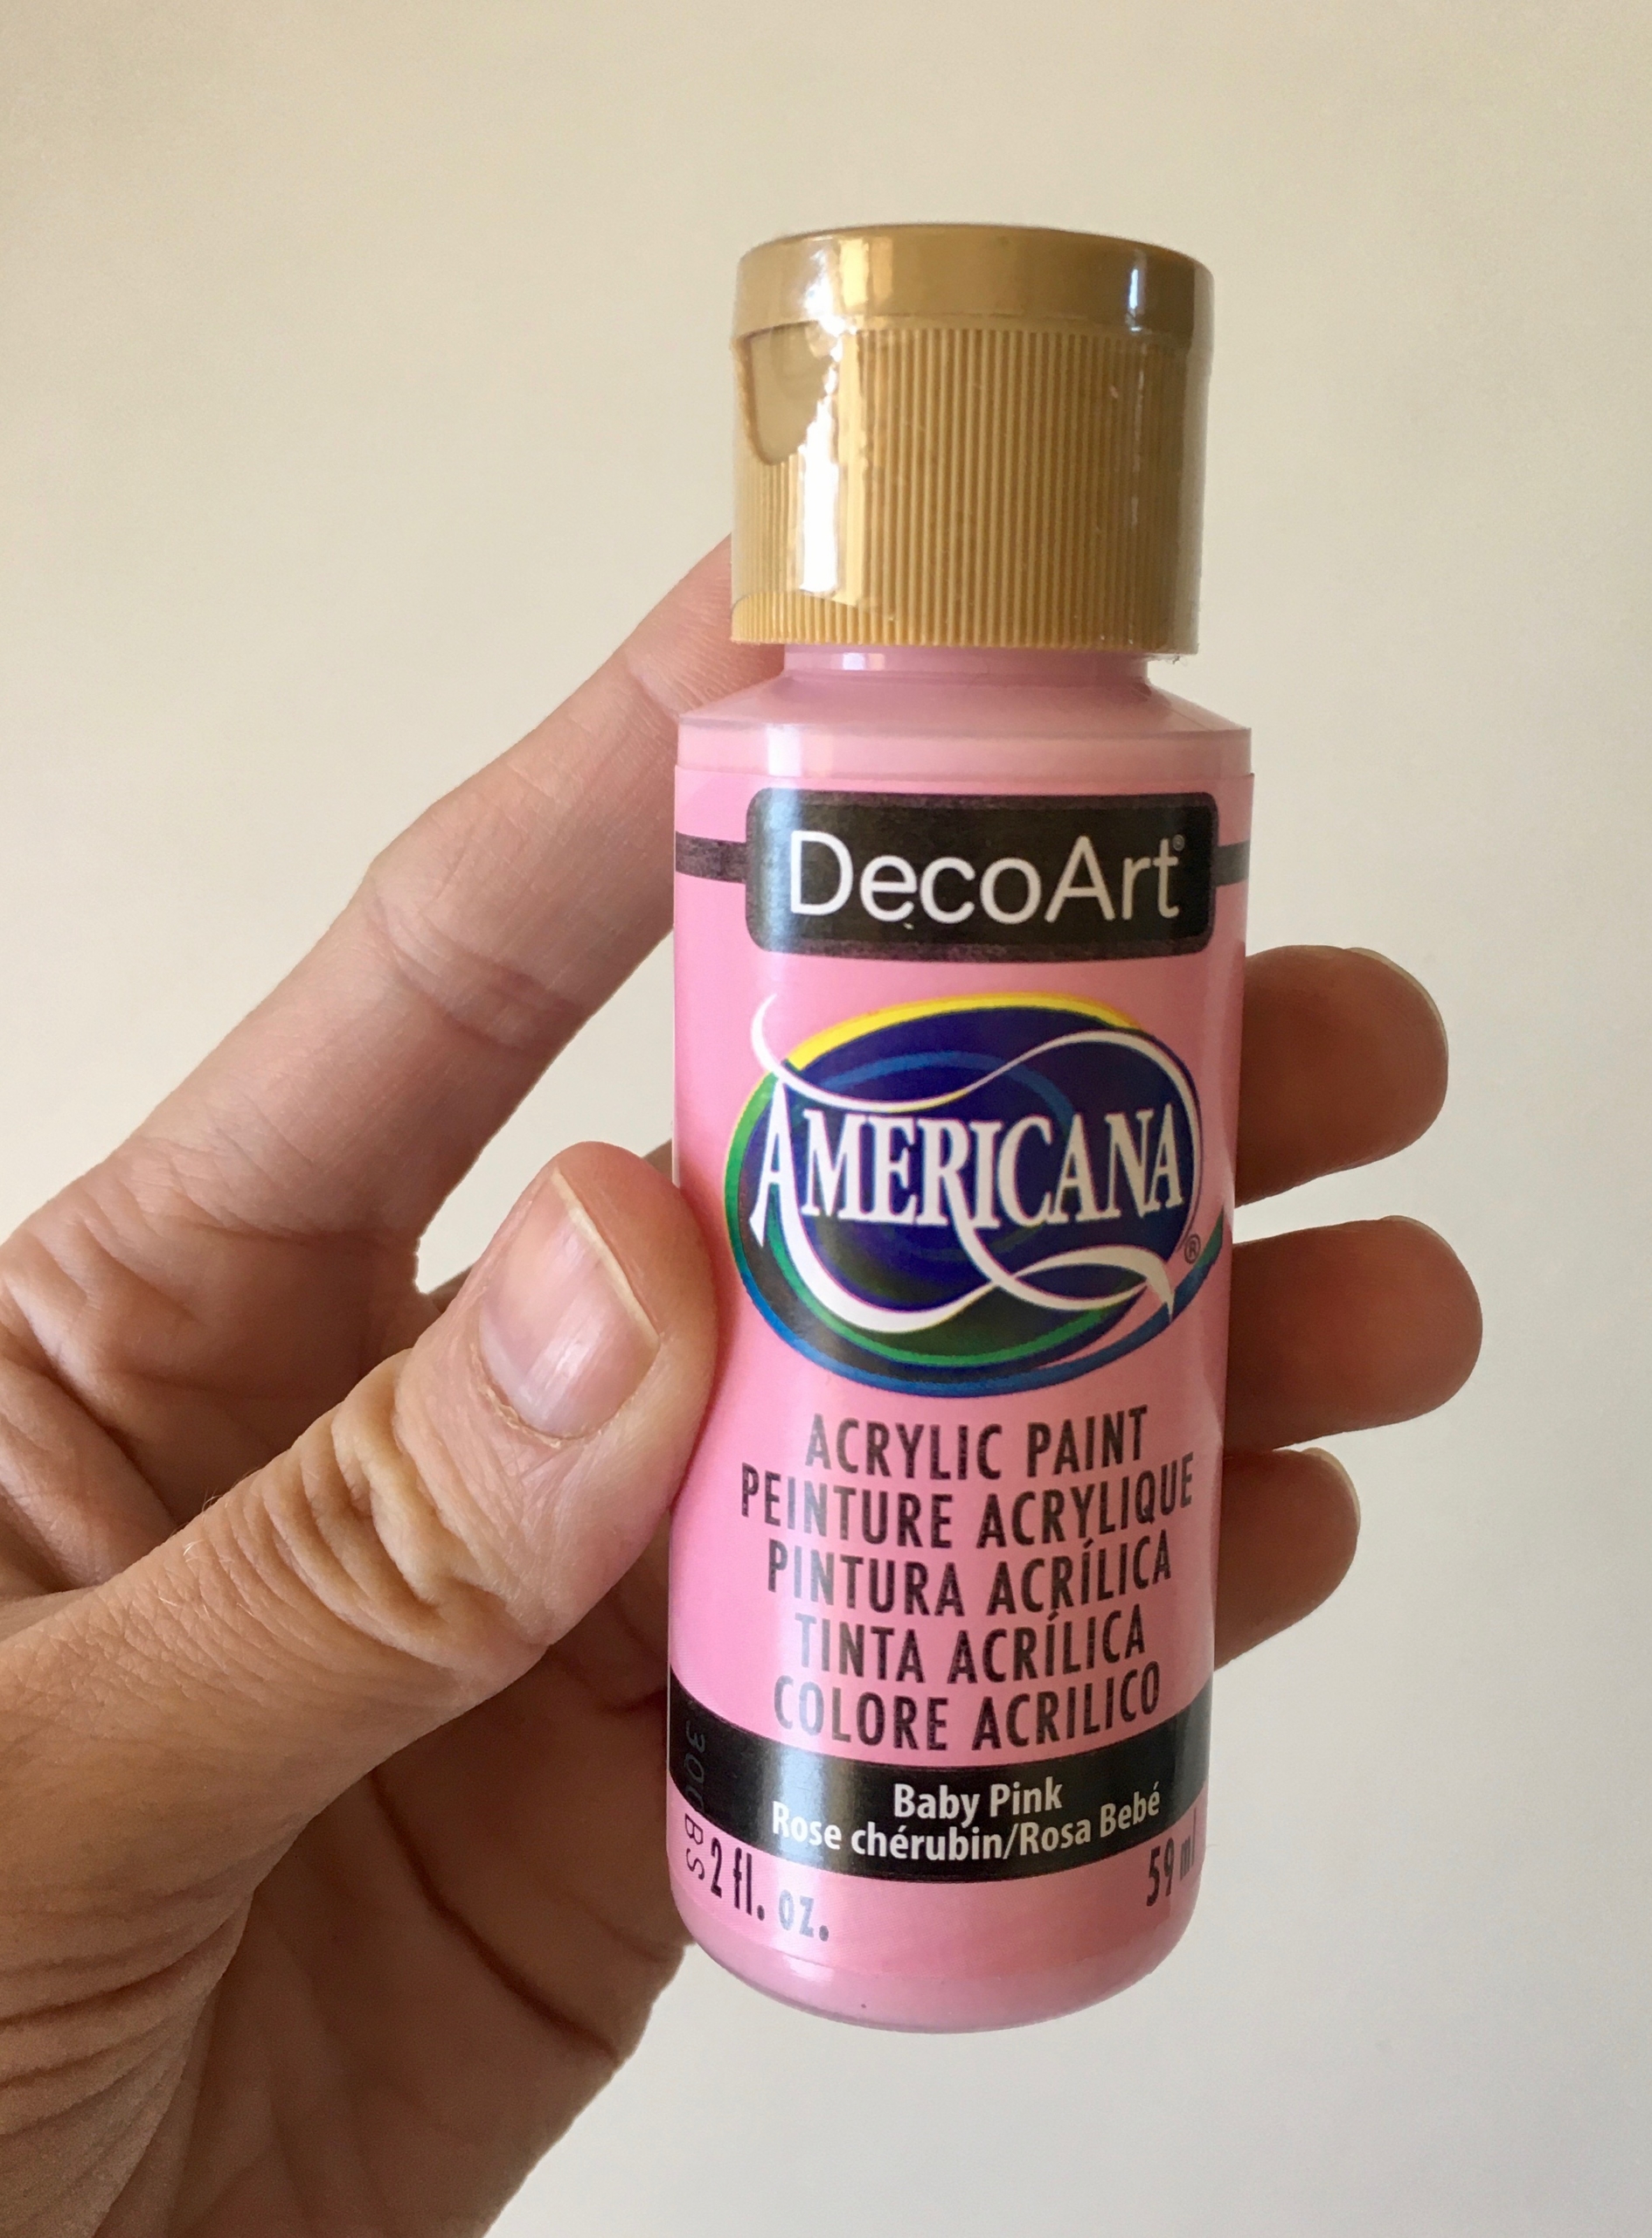 DecoArt®
AMERICANA®
ACRYLIC PAINT
PEINTURE ACRYLIQUE
PINTURA ACRÍLICA
TINTA ACRÍLICA
COLORE ACRILICO
Baby Pink
Rose chérubin/Rosa Bebé
2 fl. oz.
59 ml